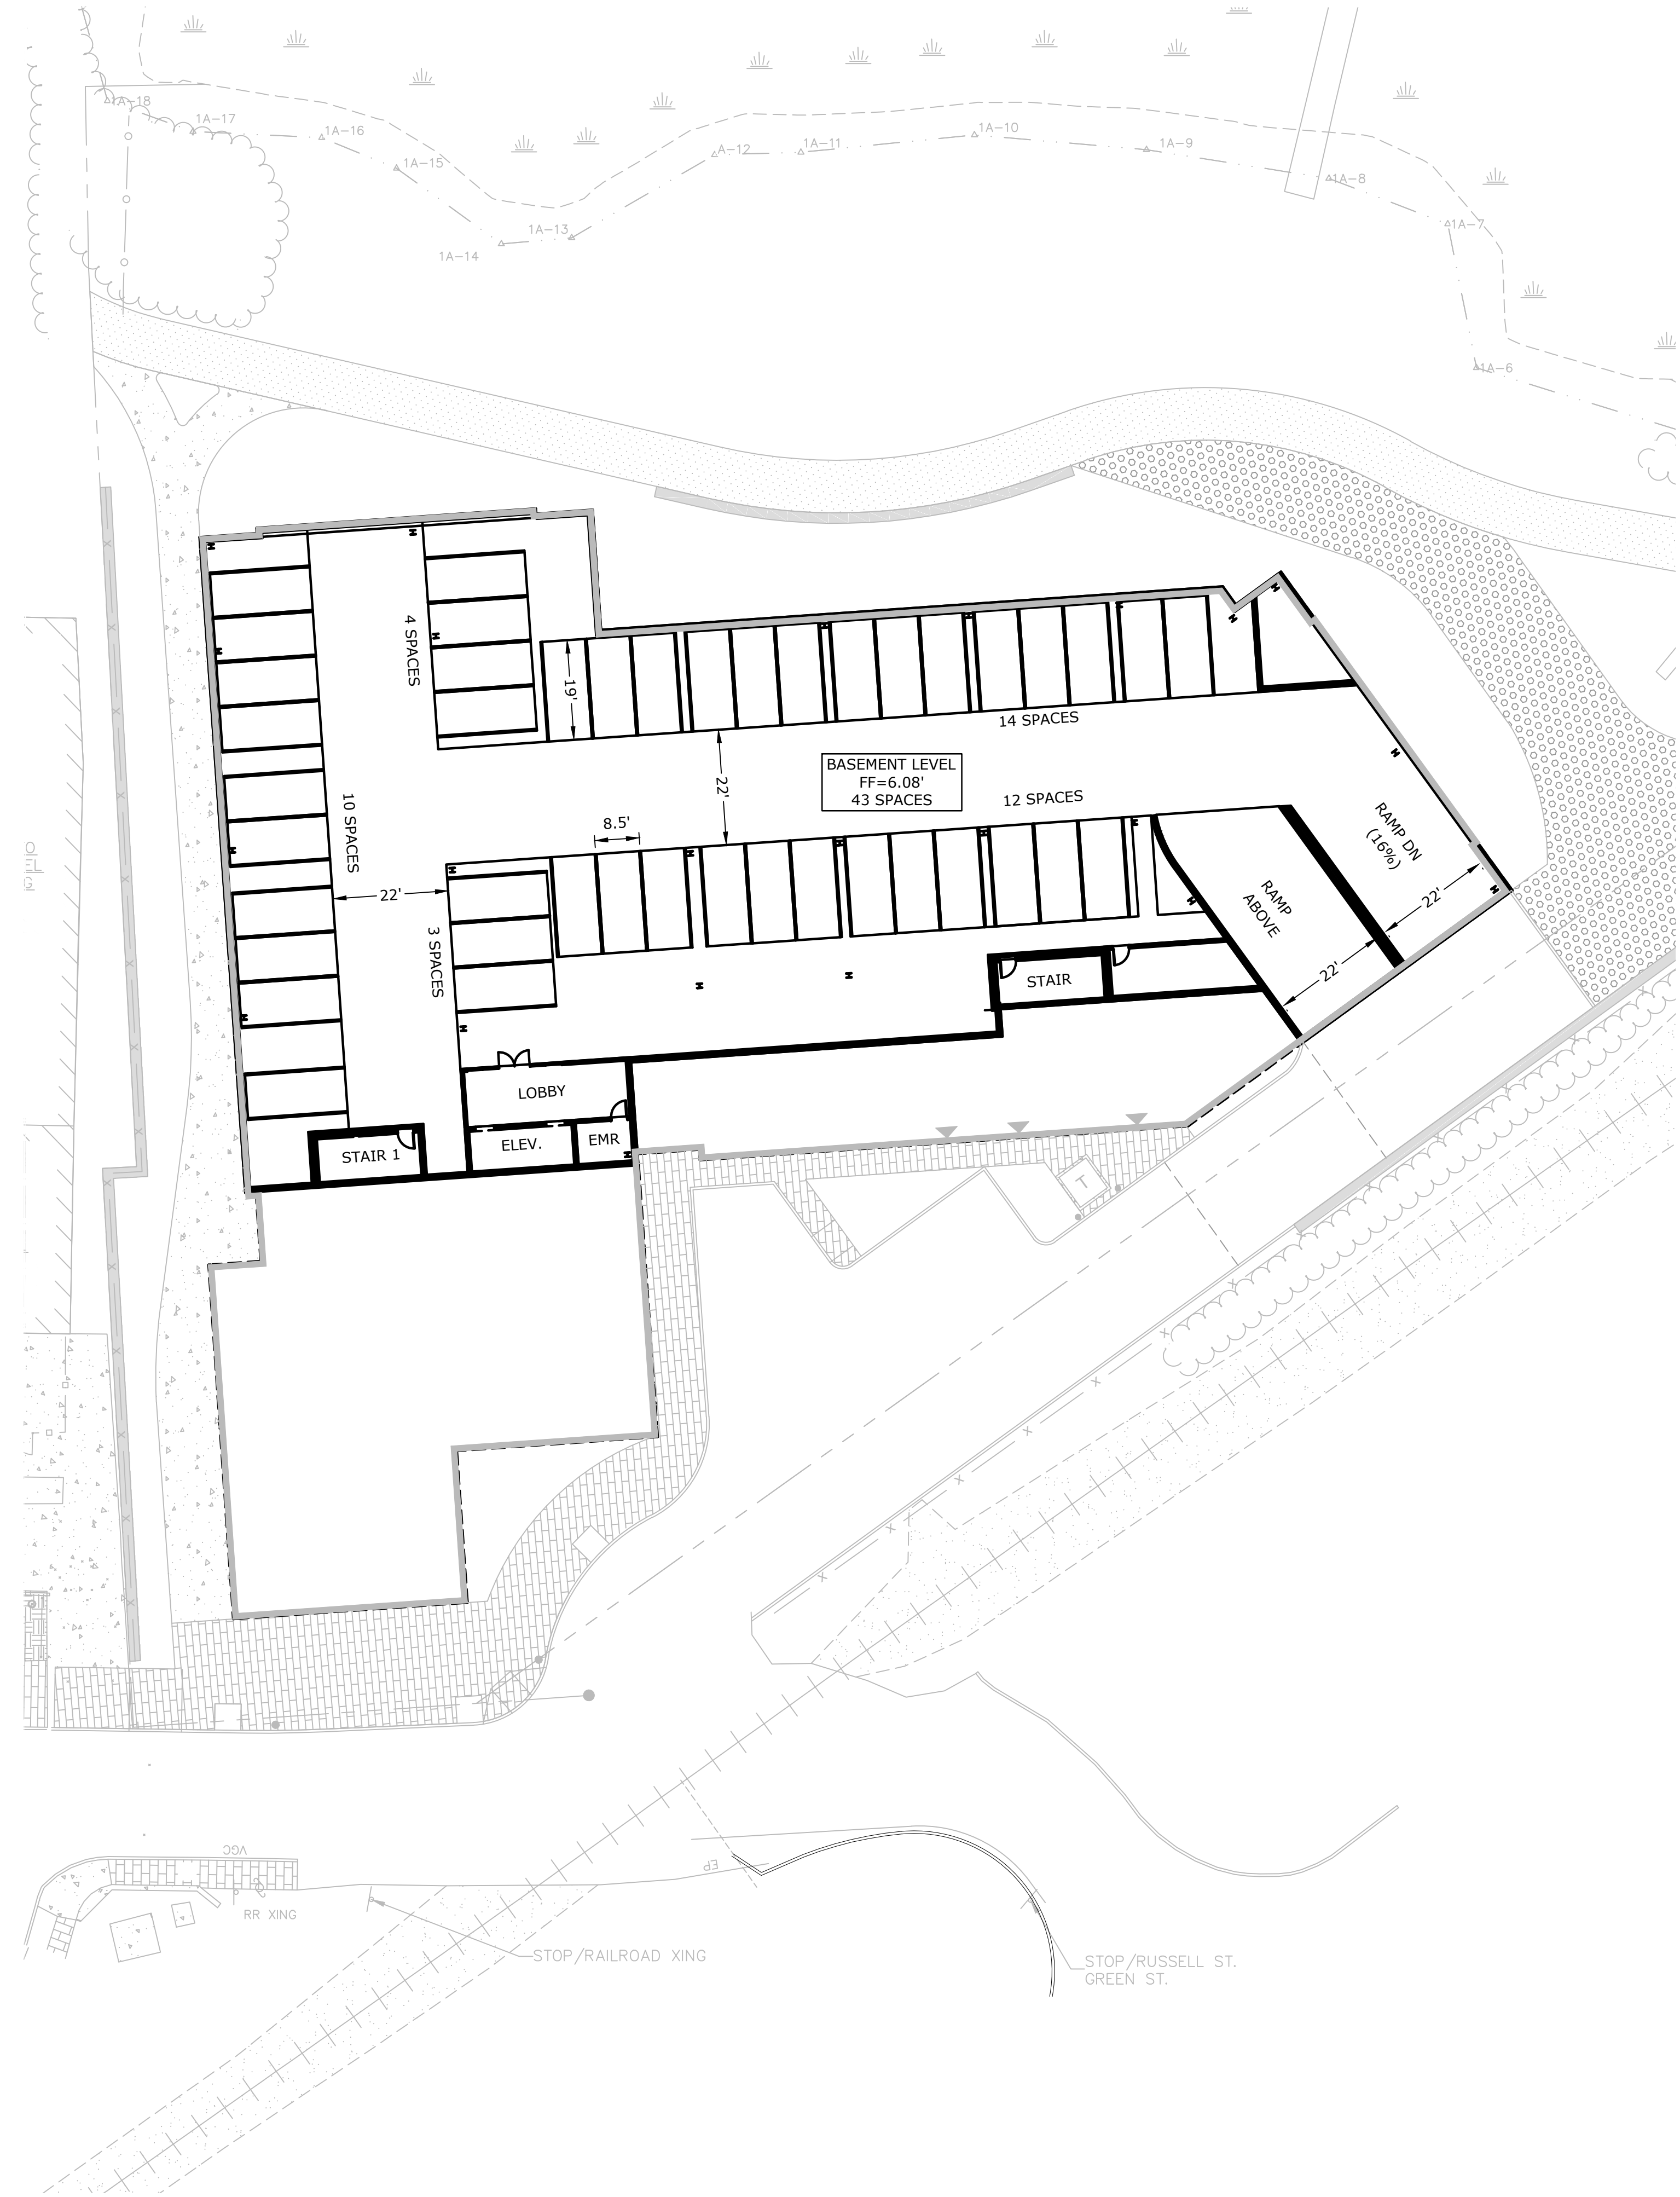 1A-18
1A-17
1A-16
1A-15
1A-14
1A-13
A-12
1A-11
1A-10
1A-9
1A-8
1A-7
1A-6
4 SPACES
19'
14 SPACES
22'
BASEMENT LEVEL
FF=6.08'
43 SPACES
12 SPACES
10 SPACES
8.5'
22'
3 SPACES
RAMP DN
(16%)
22'
RAMP
ABOVE
22'
STAIR
LOBBY
ELEV.
EMR
STAIR 1
T
VGC
EP
RR XING
STOP/RAILROAD XING
STOP/RUSSELL ST.
GREEN ST.